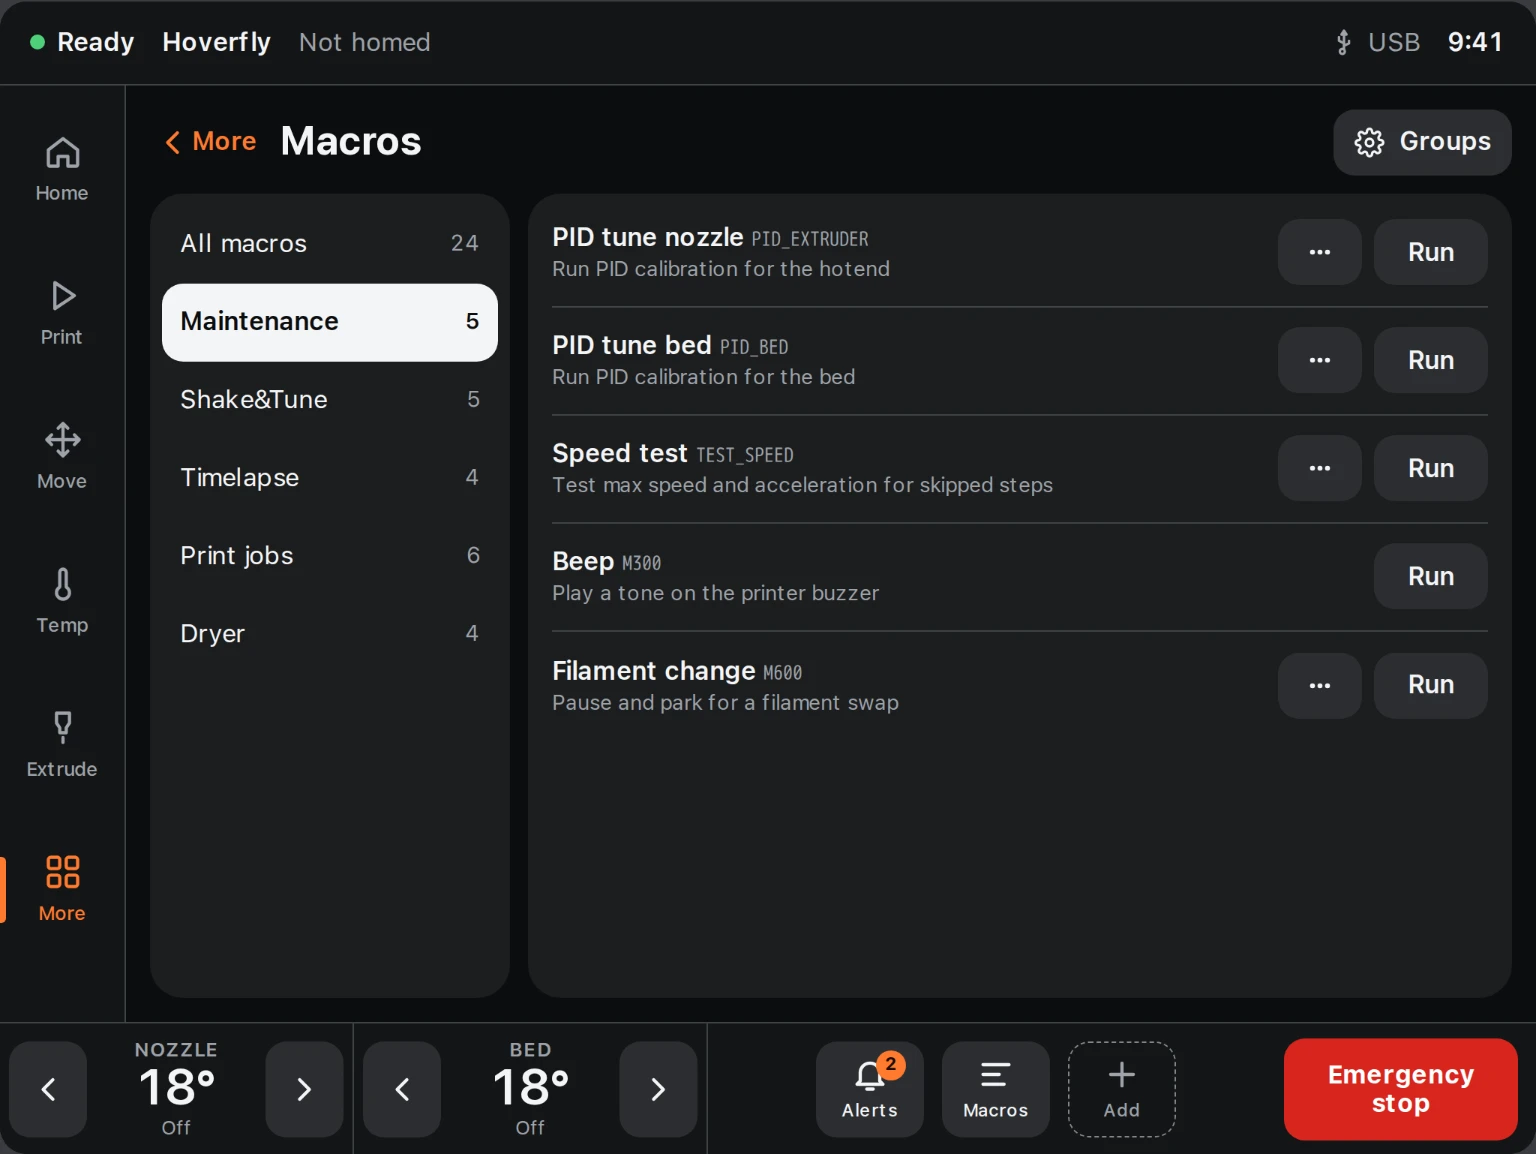 Ready Hoverfly Not homed USB 9:41
Home
Print
Move
Temp
Extrude
More
More Macros Groups
All macros 24
Maintenance 5
Shake&Tune 5
Timelapse 4
Print jobs 6
Dryer 4
PID tune nozzle PID_EXTRUDER
Run PID calibration for the hotend
... Run
PID tune bed PID_BED
Run PID calibration for the bed
... Run
Speed test TEST_SPEED
Test max speed and acceleration for skipped steps
... Run
Beep M300
Play a tone on the printer buzzer
Run
Filament change M600
Pause and park for a filament swap
... Run
NOZZLE
18°
Off
BED
18°
Off
2
Alerts
Macros
Add
Emergency
stop